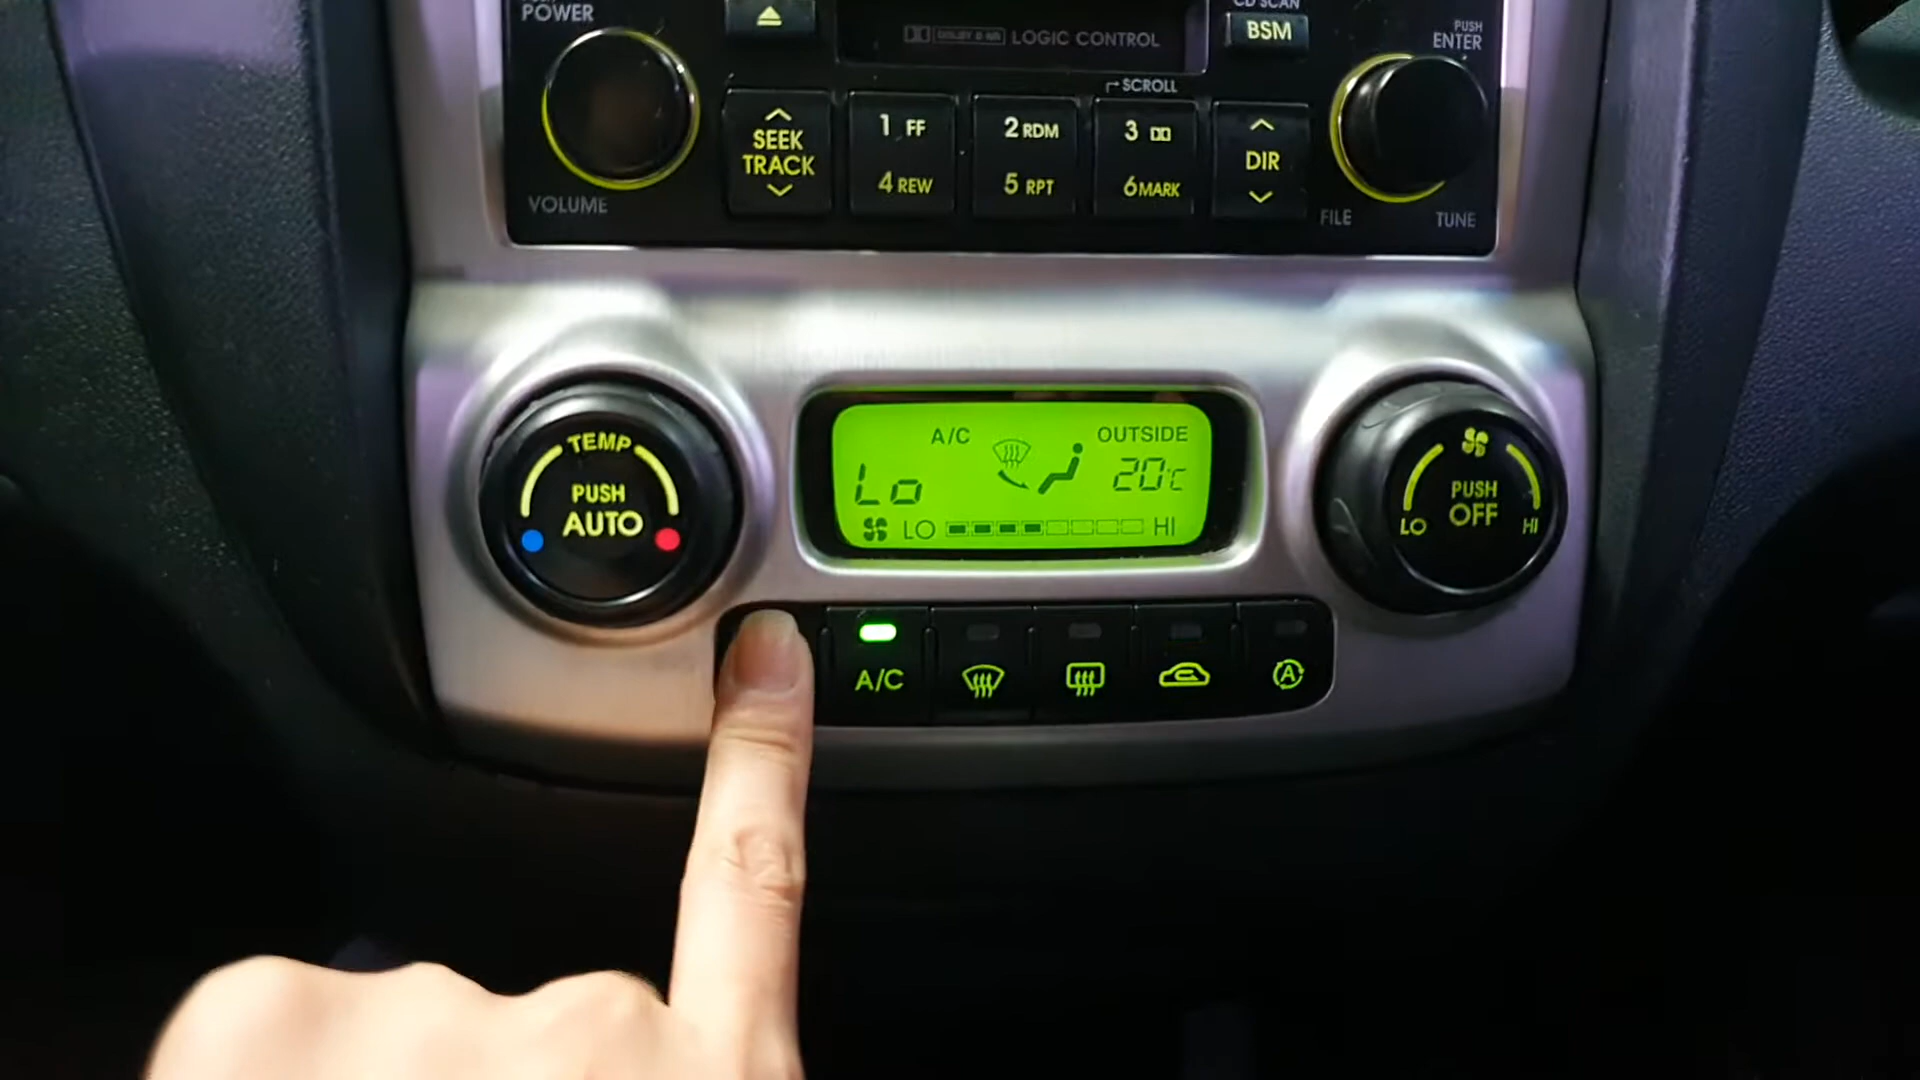 POWER
CD SCAN
BSM
PUSH
ENTER
DOLBY B NR LOGIC CONTROL
SCROLL
SEEK
TRACK
1 FF
2 RDM
3
DIR
4 REW
5 RPT
6 MARK
VOLUME
FILE
TUNE
TEMP
PUSH
AUTO
A/C
OUTSIDE
Lo
20°C
LO
HI
PUSH
OFF
LO
HI
A/C
A